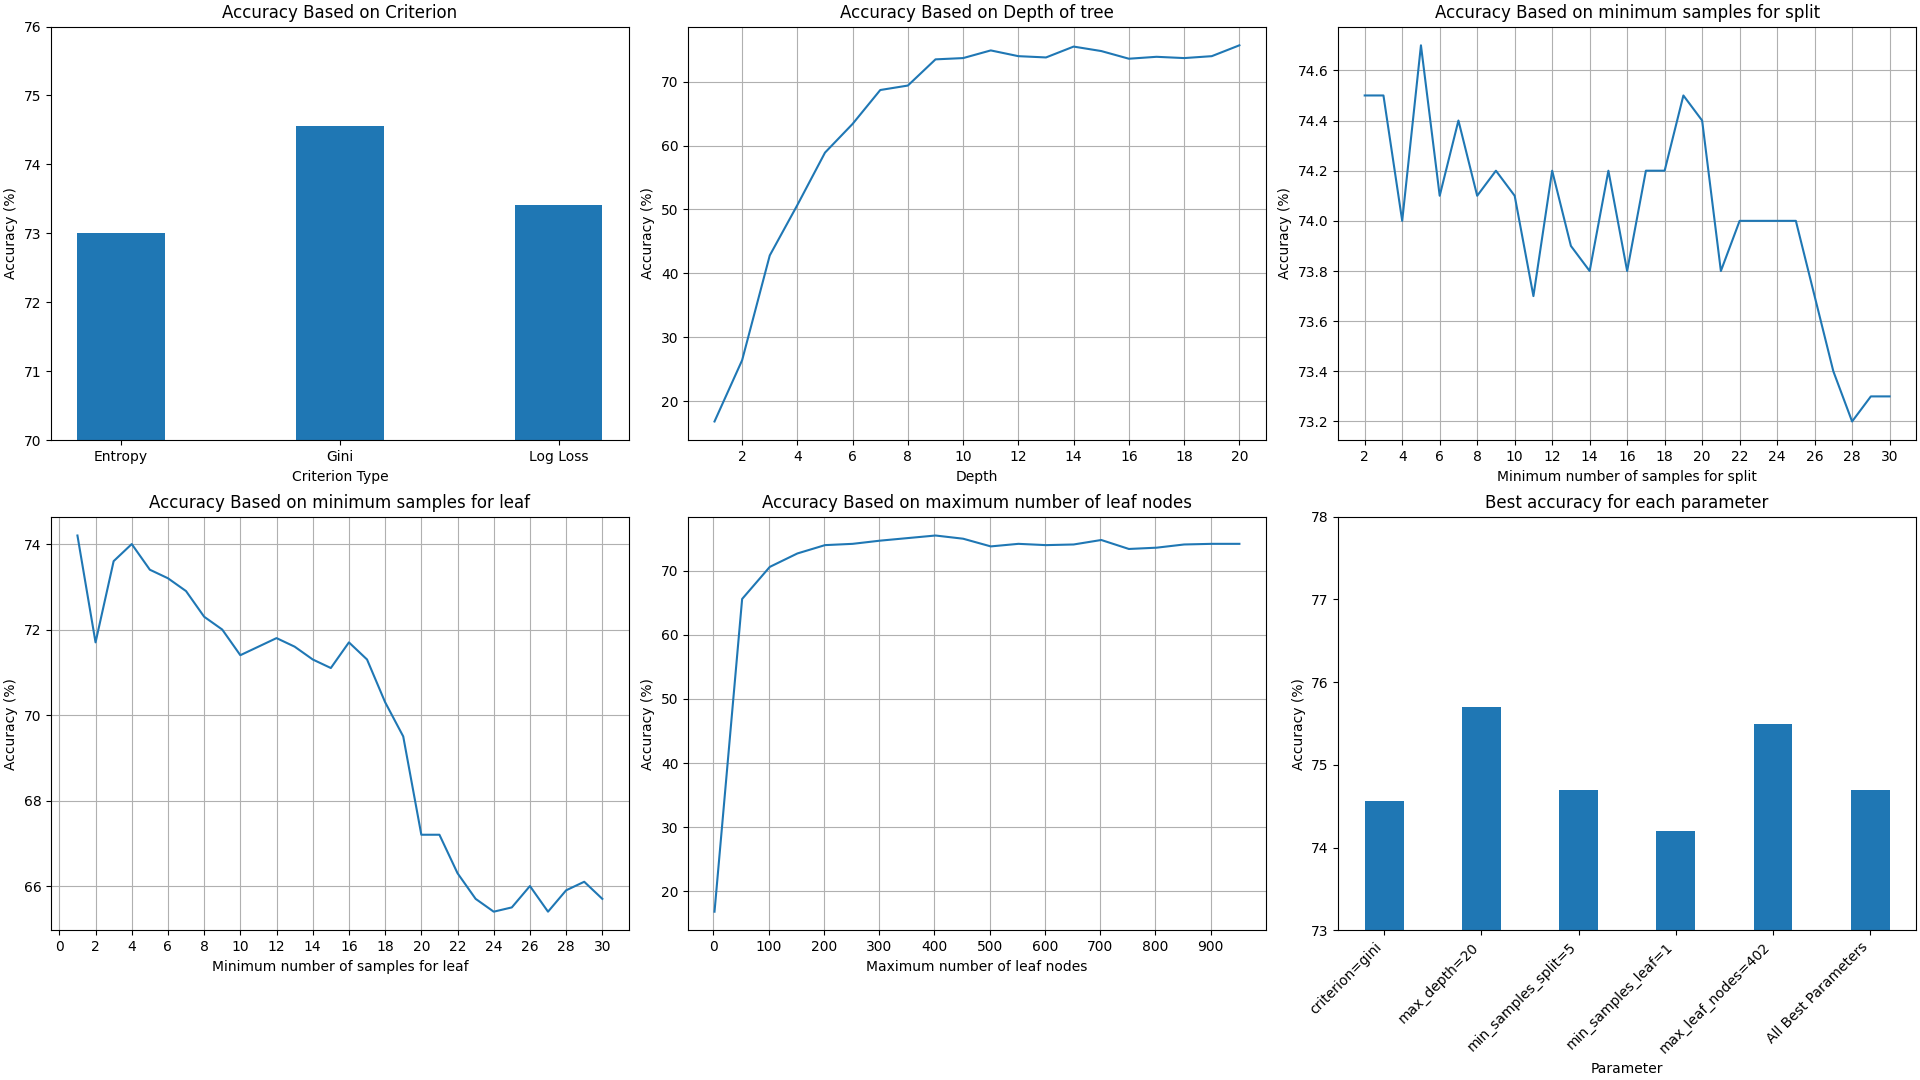 Accuracy Based on Criterion
76
75
74
73
72
71
70
Accuracy (%)
Entropy Gini Log Loss
Criterion Type
Accuracy Based on Depth of tree
70
60
50
40
30
20
Accuracy (%)
2 4 6 8 10 12 14 16 18 20
Depth
Accuracy Based on minimum samples for split
74.6
74.4
74.2
74.0
73.8
73.6
73.4
73.2
Accuracy (%)
2 4 6 8 10 12 14 16 18 20 22 24 26 28 30
Minimum number of samples for split
Accuracy Based on minimum samples for leaf
74
72
70
68
66
Accuracy (%)
0 2 4 6 8 10 12 14 16 18 20 22 24 26 28 30
Minimum number of samples for leaf
Accuracy Based on maximum number of leaf nodes
70
60
50
40
30
20
Accuracy (%)
0 100 200 300 400 500 600 700 800 900
Maximum number of leaf nodes
Best accuracy for each parameter
78
77
76
75
74
73
Accuracy (%)
criterion=gini
max_depth=20
min_samples_split=5
min_samples_leaf=1
max_leaf_nodes=402
All Best Parameters
Parameter